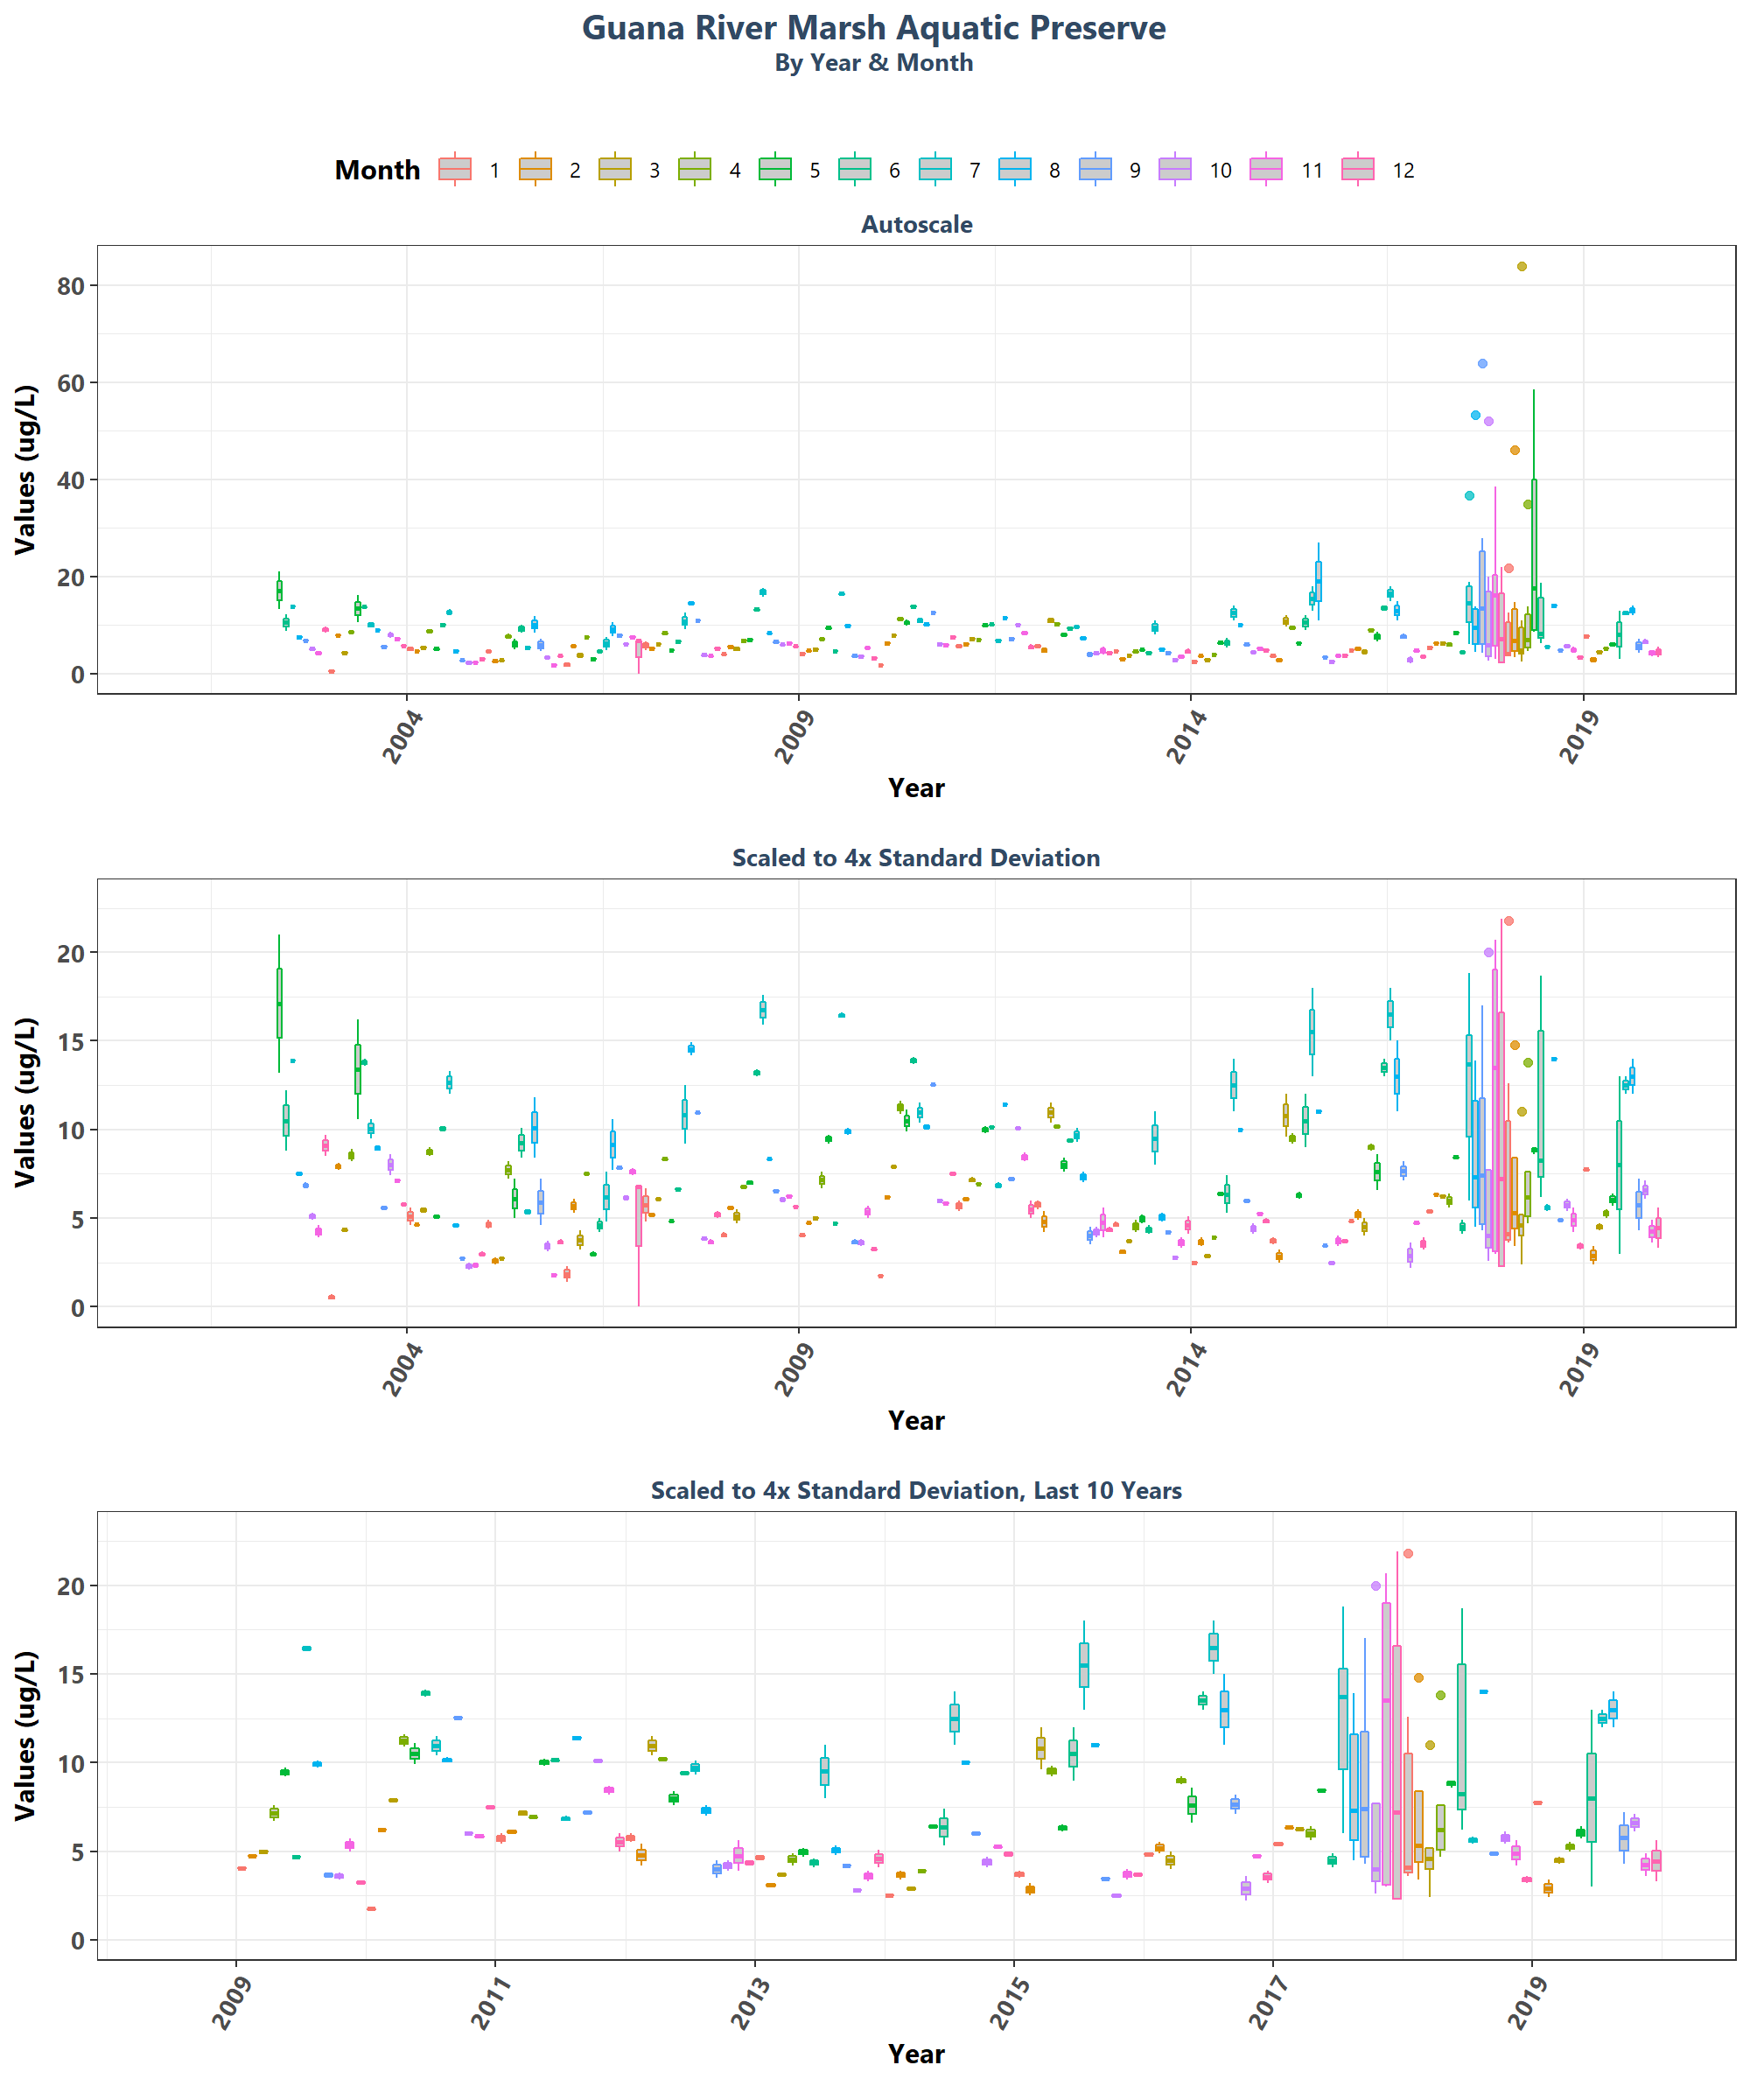 Guana River Marsh Aquatic Preserve
By Year & Month
Month 1 2 3 4 5 6 7 8 9 10 11 12
Autoscale
Values (ug/L)
80
60
40
20
0
2004 2009 2014 2019
Year
Scaled to 4x Standard Deviation
Values (ug/L)
20
15
10
5
0
2004 2009 2014 2019
Year
Scaled to 4x Standard Deviation, Last 10 Years
Values (ug/L)
20
15
10
5
0
2009 2011 2013 2015 2017 2019
Year